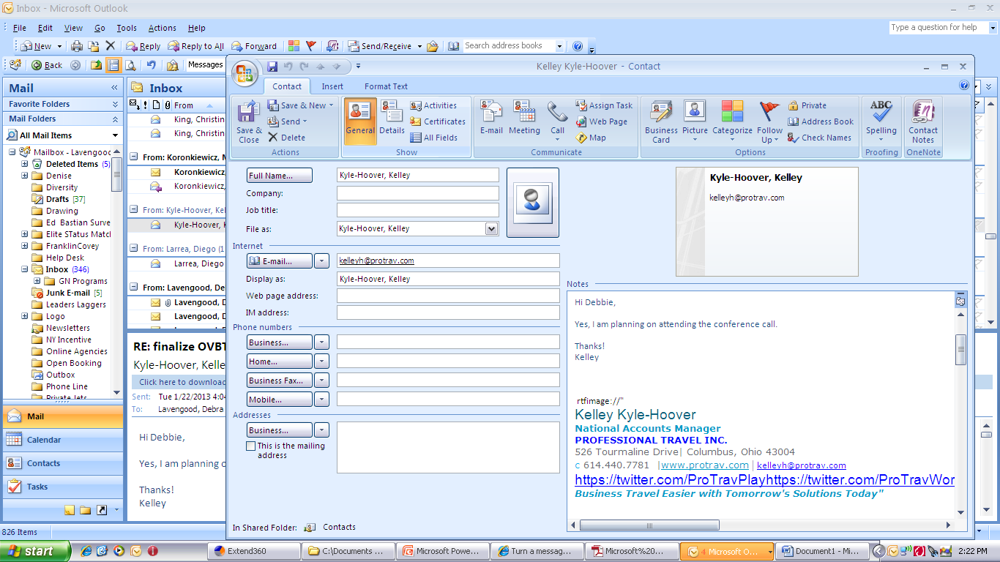 Inbox - Microsoft Outlook
File Edit View Go Tools Actions Help
Type a question for help
New Reply Reply to All Forward Send/Receive Search address books
Back Messages
Kelley Kyle-Hoover - Contact
Contact Insert Format Text
Save & Close
Save & New
Send
Delete
Actions
General
Details
Activities
Certificates
All Fields
Show
E-mail
Meeting
Call
Assign Task
Web Page
Map
Communicate
Business Card
Picture
Categorize
Follow Up
Private
Address Book
Check Names
Options
ABC
Spelling
Proofing
Contact Notes
OneNote
Mail
Favorite Folders
Mail Folders
All Mail Items
Mailbox - Lavengood
Deleted Items (5)
Denise
Diversity
Drafts [37]
Drawing
Ed Bastian Surve
Elite STatus Match
FranklinCovey
Help Desk
Inbox (346)
GN Programs
Junk E-mail [5]
Leaders Laggers
Logo
Newsletters
NY Incentive
Online Agencies
Open Booking
Outbox
Phone Line
Private Jets
Mail
Calendar
Contacts
Tasks
826 Items
Inbox
From
King, Christin
King, Christin
From: Koronkiewicz, M
Koronkiewicz,
Koronkiewicz,
From: Kyle-Hoover, Kel
Kyle-Hoover, K
From: Larrea, Diego (1
Larrea, Diego
From: Lavengood, Debr
Lavengood, D
Lavengood, D
Lavengood, D
RE: finalize OVBT
Kyle-Hoover, Kelle
Click here to download
Sent: Tue 1/22/2013 4:04
To: Lavengood, Debra
Hi Debbie,
Yes, I am planning o
Thanks!
Kelley
Full Name... Kyle-Hoover, Kelley
Company:
Job title:
File as: Kyle-Hoover, Kelley
Internet
E-mail... kelleyh@protrav.com
Display as: Kyle-Hoover, Kelley
Web page address:
IM address:
Phone numbers
Business...
Home...
Business Fax...
Mobile...
Addresses
Business...
This is the mailing address
In Shared Folder: Contacts
Kyle-Hoover, Kelley
kelleyh@protrav.com
Notes
Hi Debbie,
Yes, I am planning on attending the conference call.
Thanks!
Kelley
rtfimage://"
Kelley Kyle-Hoover
National Accounts Manager
PROFESSIONAL TRAVEL INC.
526 Tourmaline Drive| Columbus, Ohio 43004
c 614.440.7781 |www.protrav.com | kelleyh@protrav.com
https://twitter.com/ProTravPlayhttps://twitter.com/ProTravWor
Business Travel Easier with Tomorrow's Solutions Today"
start Extend360 C:\Documents ... Microsoft Powe... Turn a messag... Microsoft%20... 4 Microsoft O... Document1 - Mi... 2:22 PM